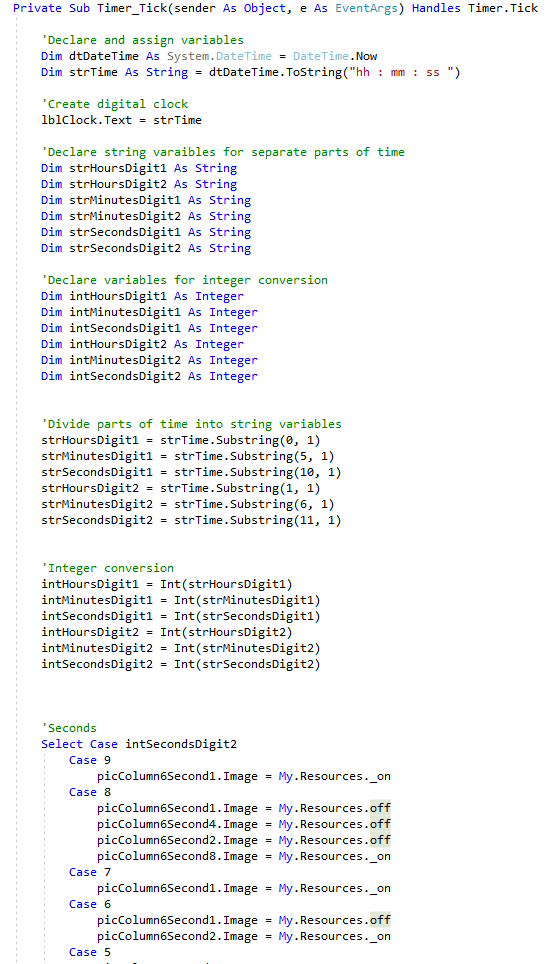 Private Sub Timer_Tick(sender As Object, e As EventArgs) Handles Timer.Tick
'Declare and assign variables
Dim dtDateTime As System.DateTime = DateTime.Now
Dim strTime As String = dtDateTime.ToString("hh : mm : ss ")
'Create digital clock
lblClock.Text = strTime
'Declare string varaibles for separate parts of time
Dim strHoursDigit1 As String
Dim strHoursDigit2 As String
Dim strMinutesDigit1 As String
Dim strMinutesDigit2 As String
Dim strSecondsDigit1 As String
Dim strSecondsDigit2 As String
'Declare variables for integer conversion
Dim intHoursDigit1 As Integer
Dim intMinutesDigit1 As Integer
Dim intSecondsDigit1 As Integer
Dim intHoursDigit2 As Integer
Dim intMinutesDigit2 As Integer
Dim intSecondsDigit2 As Integer
'Divide parts of time into string variables
strHoursDigit1 = strTime.Substring(0, 1)
strMinutesDigit1 = strTime.Substring(5, 1)
strSecondsDigit1 = strTime.Substring(10, 1)
strHoursDigit2 = strTime.Substring(1, 1)
strMinutesDigit2 = strTime.Substring(6, 1)
strSecondsDigit2 = strTime.Substring(11, 1)
'Integer conversion
intHoursDigit1 = Int(strHoursDigit1)
intMinutesDigit1 = Int(strMinutesDigit1)
intSecondsDigit1 = Int(strSecondsDigit1)
intHoursDigit2 = Int(strHoursDigit2)
intMinutesDigit2 = Int(strMinutesDigit2)
intSecondsDigit2 = Int(strSecondsDigit2)
'Seconds
Select Case intSecondsDigit2
Case 9
picColumn6Second1.Image = My.Resources._on
Case 8
picColumn6Second1.Image = My.Resources.off
picColumn6Second4.Image = My.Resources.off
picColumn6Second2.Image = My.Resources.off
picColumn6Second8.Image = My.Resources._on
Case 7
picColumn6Second1.Image = My.Resources._on
Case 6
picColumn6Second1.Image = My.Resources.off
picColumn6Second2.Image = My.Resources._on
Case 5